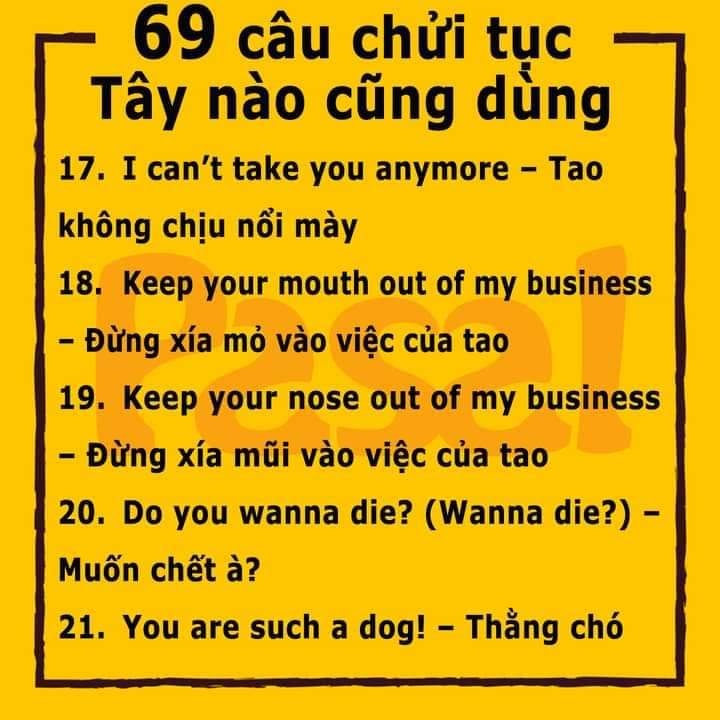 69 câu chửi tục
Tây nào cũng dùng
17. I can’t take you anymore – Tao
không chịu nổi mày
18. Keep your mouth out of my business
– Đừng xía mỏ vào việc của tao
19. Keep your nose out of my business
– Đừng xía mũi vào việc của tao
20. Do you wanna die? (Wanna die?) –
Muốn chết à?
21. You are such a dog! – Thằng chó
Pasal